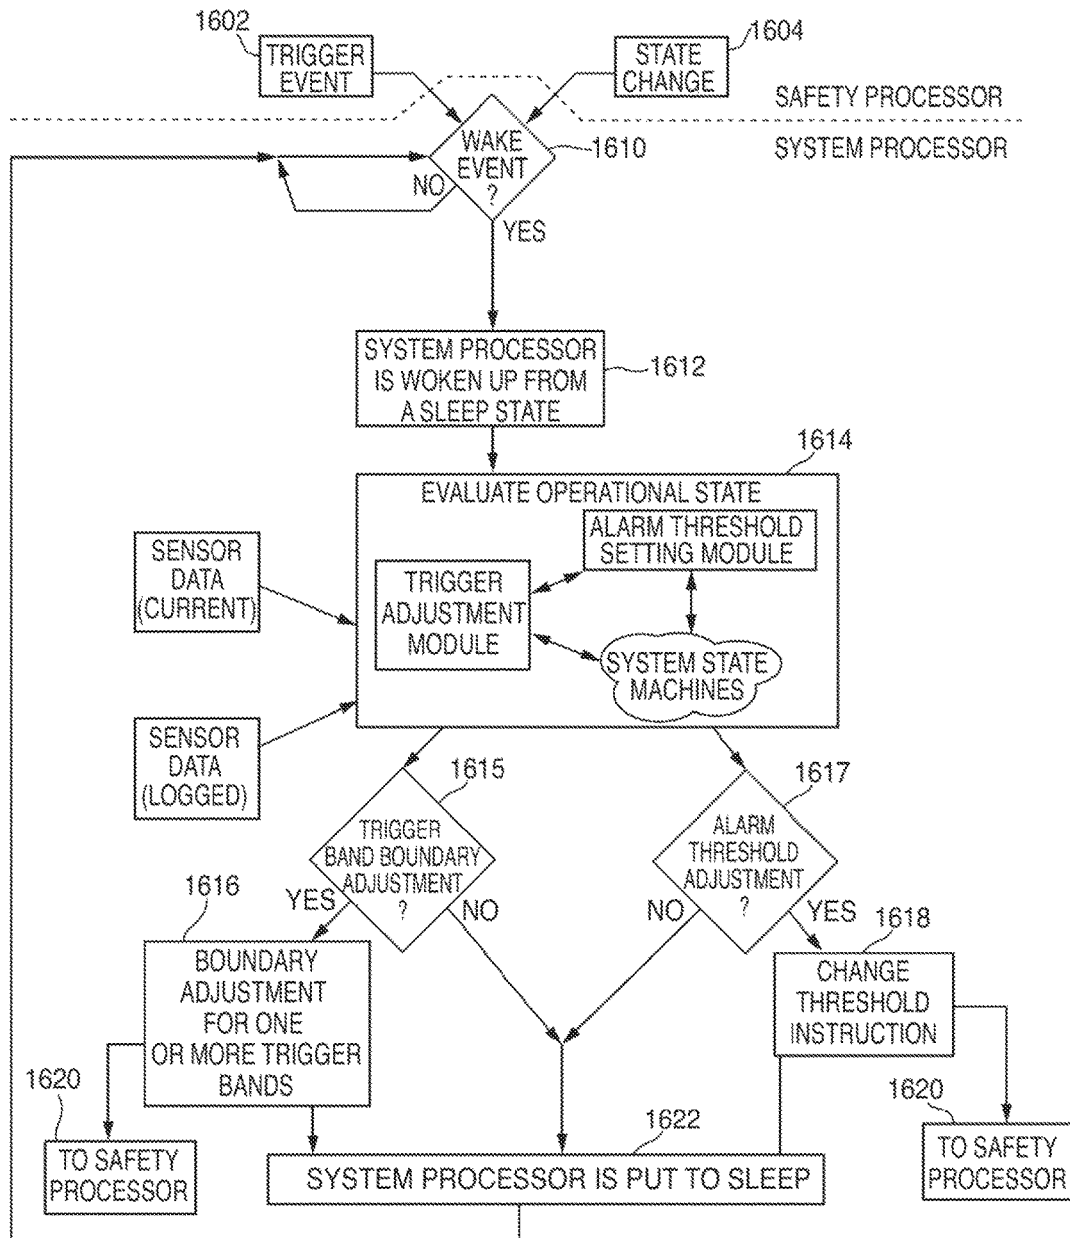 1602
1604
TRIGGER
EVENT
STATE
CHANGE
SAFETY PROCESSOR
SYSTEM PROCESSOR
WAKE
EVENT
?
1610
NO
YES
SYSTEM PROCESSOR
IS WOKEN UP FROM
A SLEEP STATE
1612
1614
EVALUATE OPERATIONAL STATE
ALARM THRESHOLD
SETTING MODULE
TRIGGER
ADJUSTMENT
MODULE
SYSTEM STATE
MACHINES
SENSOR
DATA
(CURRENT)
SENSOR
DATA
(LOGGED)
1615
1617
TRIGGER
BAND BOUNDARY
ADJUSTMENT
?
ALARM
THRESHOLD
ADJUSTMENT
?
YES
NO
NO
YES
1616
1618
BOUNDARY
ADJUSTMENT
FOR ONE
OR MORE TRIGGER
BANDS
CHANGE
THRESHOLD
INSTRUCTION
1620
1620
1622
TO SAFETY
PROCESSOR
SYSTEM PROCESSOR IS PUT TO SLEEP
TO SAFETY
PROCESSOR